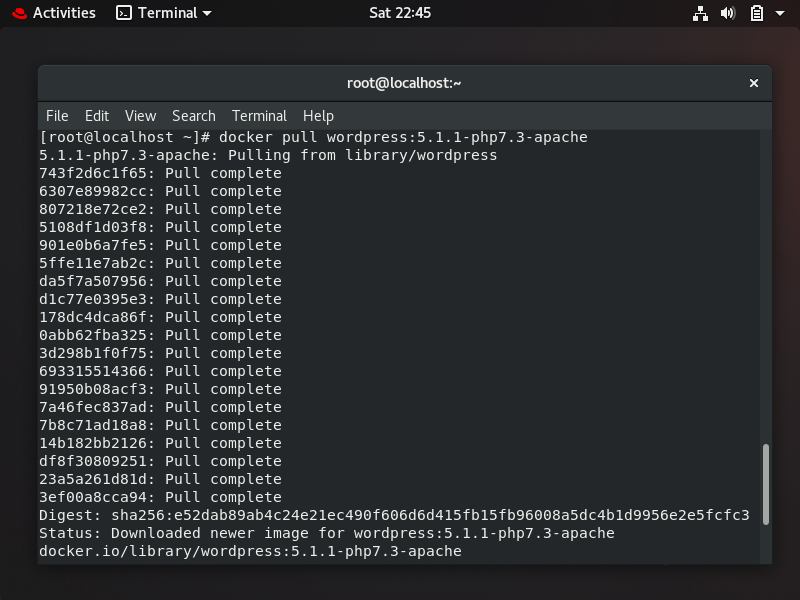 Activities Terminal Sat 22:45
root@localhost:~
File Edit View Search Terminal Help
[root@localhost ~]# docker pull wordpress:5.1.1-php7.3-apache
5.1.1-php7.3-apache: Pulling from library/wordpress
743f2d6c1f65: Pull complete
6307e89982cc: Pull complete
807218e72ce2: Pull complete
5108df1d03f8: Pull complete
901e0b6a7fe5: Pull complete
5ffe11e7ab2c: Pull complete
da5f7a507956: Pull complete
d1c77e0395e3: Pull complete
178dc4dca86f: Pull complete
0abb62fba325: Pull complete
3d298b1f0f75: Pull complete
693315514366: Pull complete
91950b08acf3: Pull complete
7a46fec837ad: Pull complete
7b8c71ad18a8: Pull complete
14b182bb2126: Pull complete
df8f30809251: Pull complete
23a5a261d81d: Pull complete
3ef00a8cca94: Pull complete
Digest: sha256:e52dab89ab4c24e21ec490f606d6d415fb15fb96008a5dc4b1d9956e2e5fcfc3
Status: Downloaded newer image for wordpress:5.1.1-php7.3-apache
docker.io/library/wordpress:5.1.1-php7.3-apache